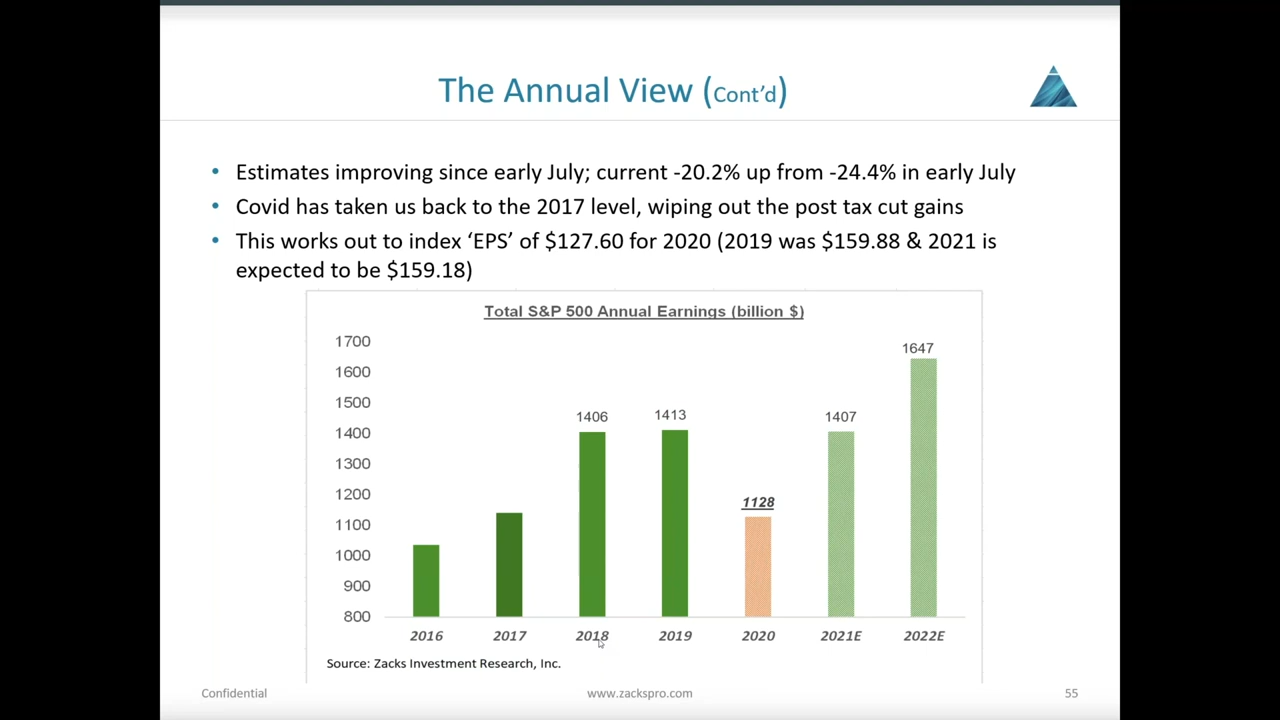 The Annual View (Cont’d)
• Estimates improving since early July; current -20.2% up from -24.4% in early July
• Covid has taken us back to the 2017 level, wiping out the post tax cut gains
• This works out to index ‘EPS’ of $127.60 for 2020 (2019 was $159.88 & 2021 is
expected to be $159.18)
Total S&P 500 Annual Earnings (billion $)
1700
1600
1500
1400
1300
1200
1100
1000
900
800
1406
1413
1128
1407
1647
2016 2017 2018 2019 2020 2021E 2022E
Source: Zacks Investment Research, Inc.
Confidential www.zackspro.com 55